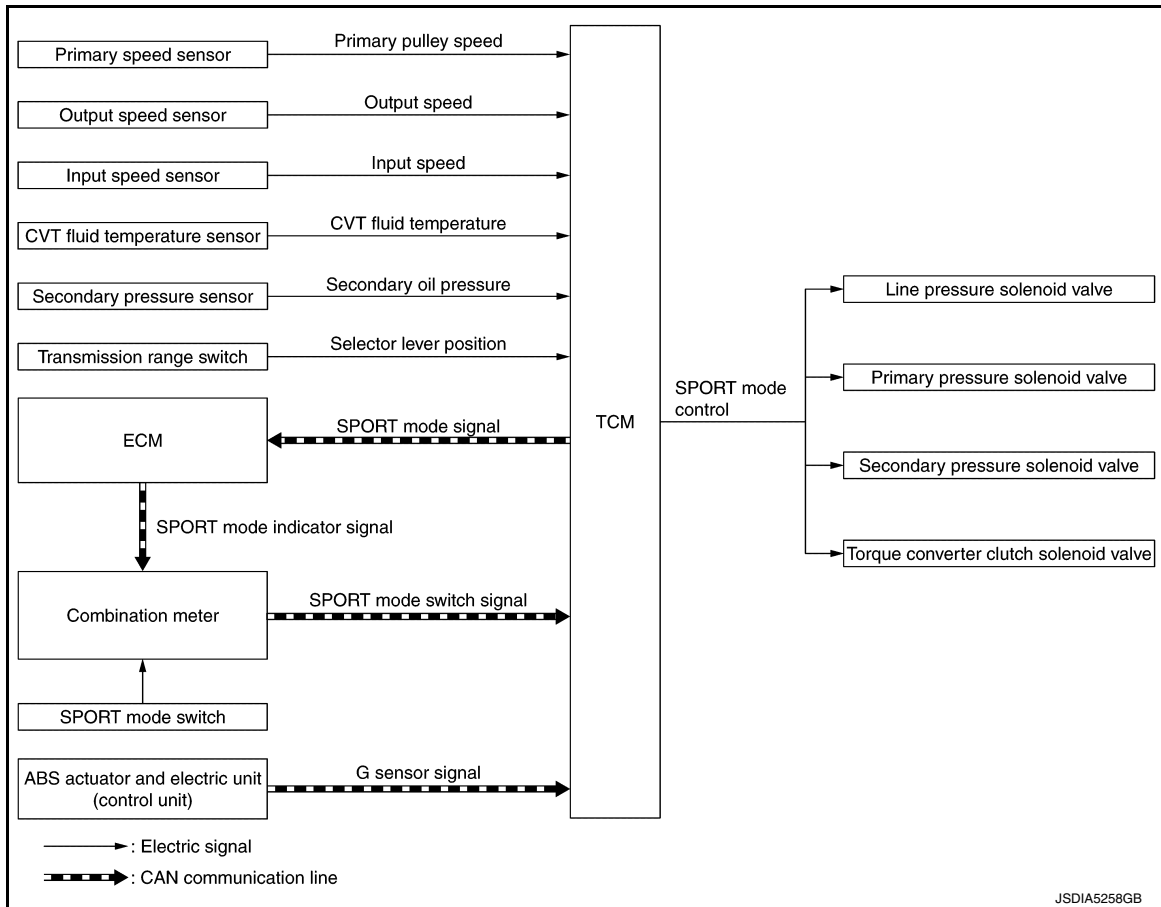 Primary speed sensor
Primary pulley speed
Output speed sensor
Output speed
Input speed sensor
Input speed
CVT fluid temperature sensor
CVT fluid temperature
Secondary pressure sensor
Secondary oil pressure
Transmission range switch
Selector lever position
ECM
SPORT mode signal
SPORT mode indicator signal
Combination meter
SPORT mode switch signal
SPORT mode switch
ABS actuator and electric unit
(control unit)
G sensor signal
TCM
SPORT mode
control
Line pressure solenoid valve
Primary pressure solenoid valve
Secondary pressure solenoid valve
Torque converter clutch solenoid valve
: Electric signal
: CAN communication line
JSDIA5258GB